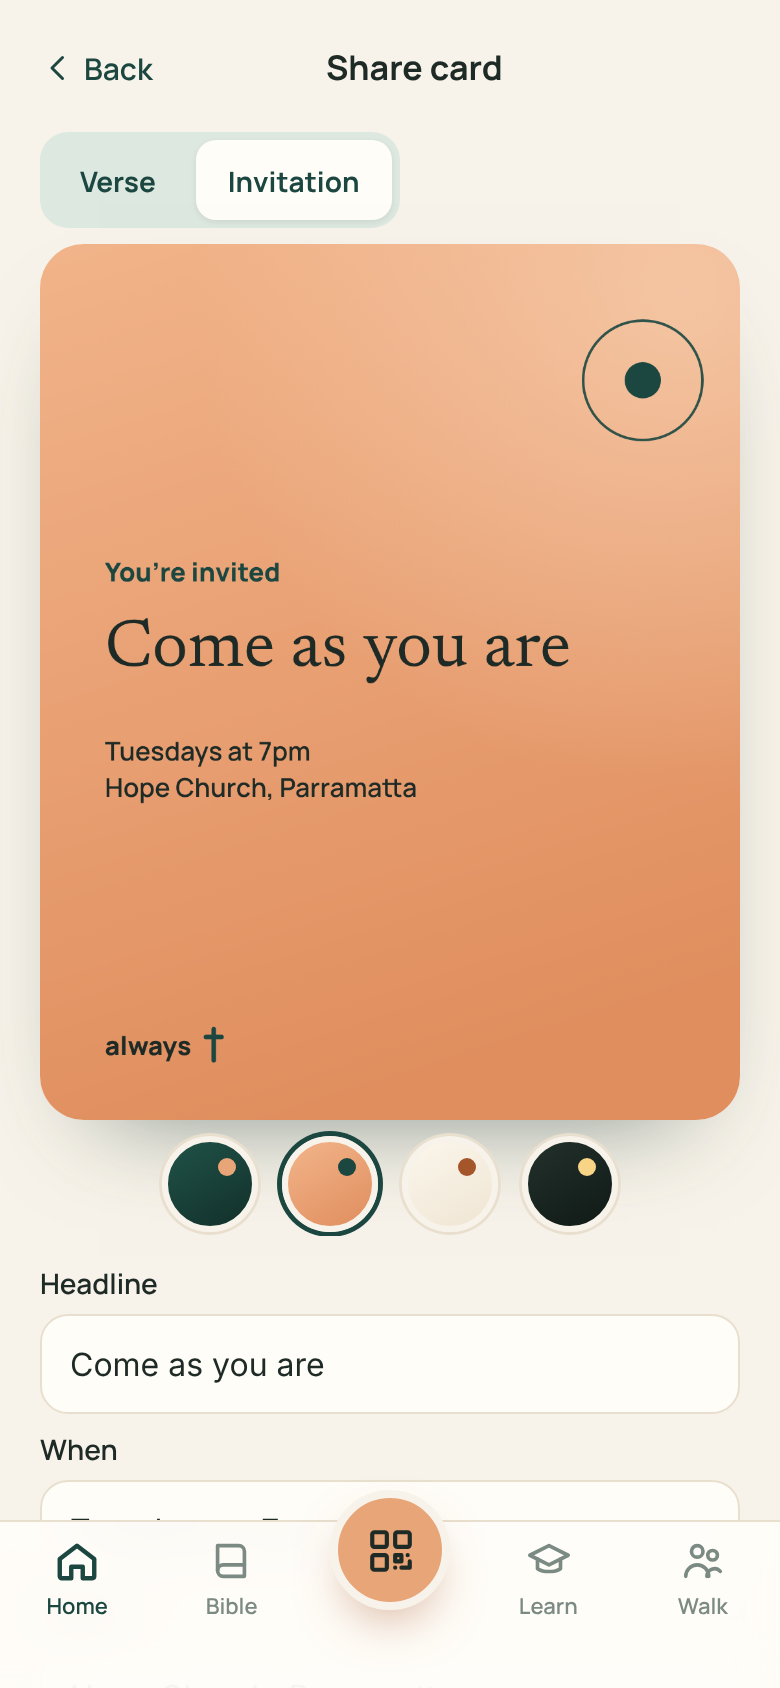 Back
Share card
Verse
Invitation
You’re invited
Come as you are
Tuesdays at 7pm
Hope Church, Parramatta
always
Headline
Come as you are
When
Home
Bible
Learn
Walk